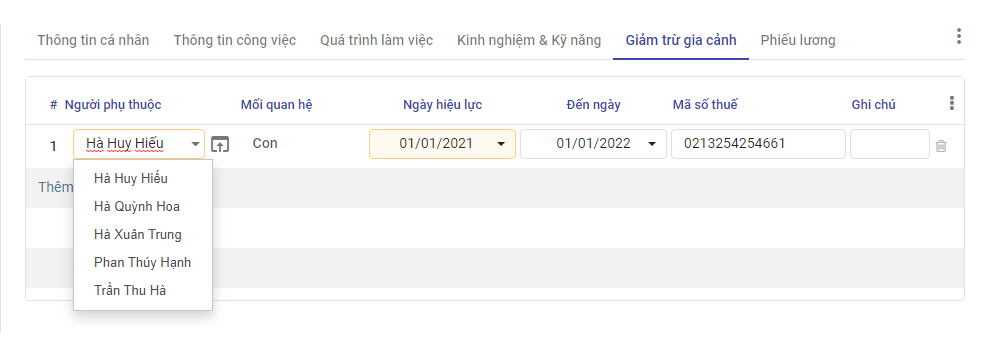 Thông tin cá nhân Thông tin công việc Quá trình làm việc Kinh nghiệm & Kỹ năng Giảm trừ gia cảnh Phiếu lương
# Người phụ thuộc Mối quan hệ Ngày hiệu lực Đến ngày Mã số thuế Ghi chú
1 Hà Huy Hiếu Con 01/01/2021 01/01/2022 0213254254661
Thêm
Hà Huy Hiếu
Hà Quỳnh Hoa
Hà Xuân Trung
Phan Thúy Hạnh
Trần Thu Hà